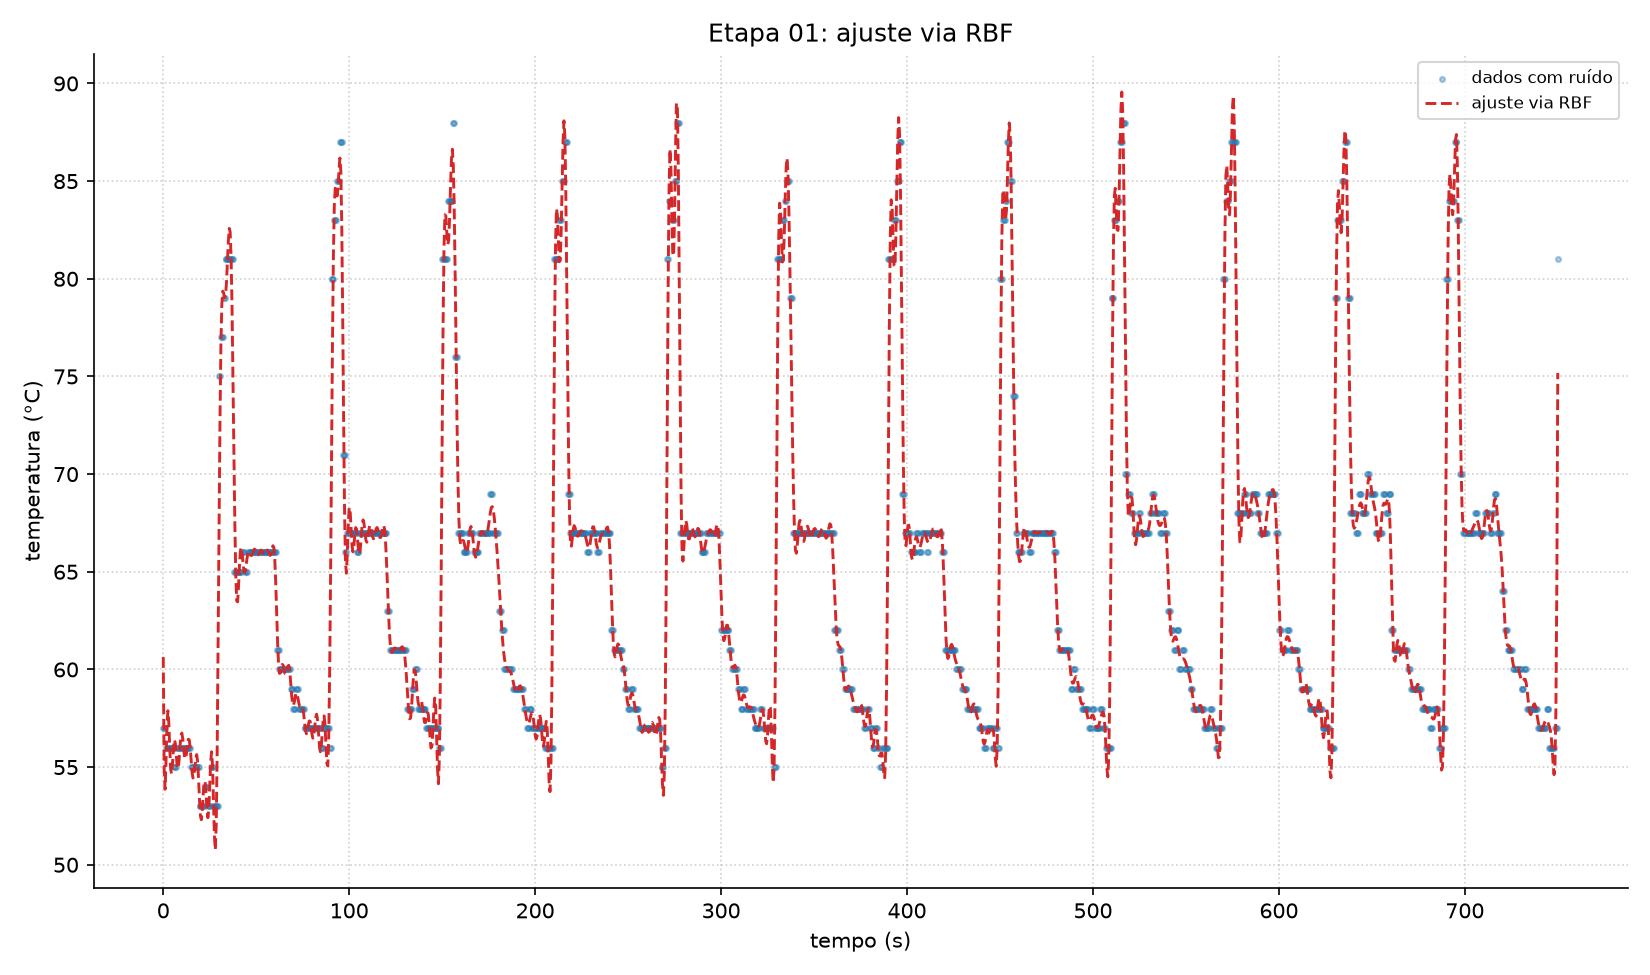 Etapa 01: ajuste via RBF
dados com ruído
ajuste via RBF
temperatura (°C)
90
85
80
75
70
65
60
55
50
0 100 200 300 400 500 600 700
tempo (s)